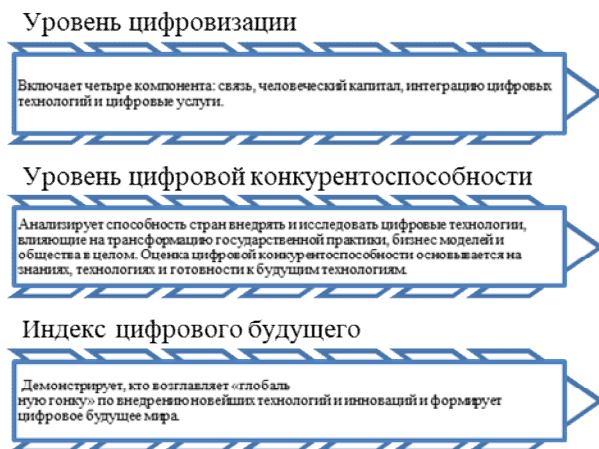 Уровень цифровизации
Включает четыре компонента: связь, человеческий капитал, интеграцию цифровых
технологий и цифровые услуги.
Уровень цифровой конкурентоспособности
Анализирует способность стран внедрять и исследовать цифровые технологии,
влияющие на трансформацию государственной практики, бизнес моделей и
общества в целом. Оценка цифровой конкурентоспособности основывается на
знаниях, технологиях и готовности к будущим технологиям.
Индекс цифрового будущего
Демонстрирует, кто возглавляет «глобаль
ную гонку» по внедрению новейших технологий и инноваций и формирует
цифровое будущее мира.